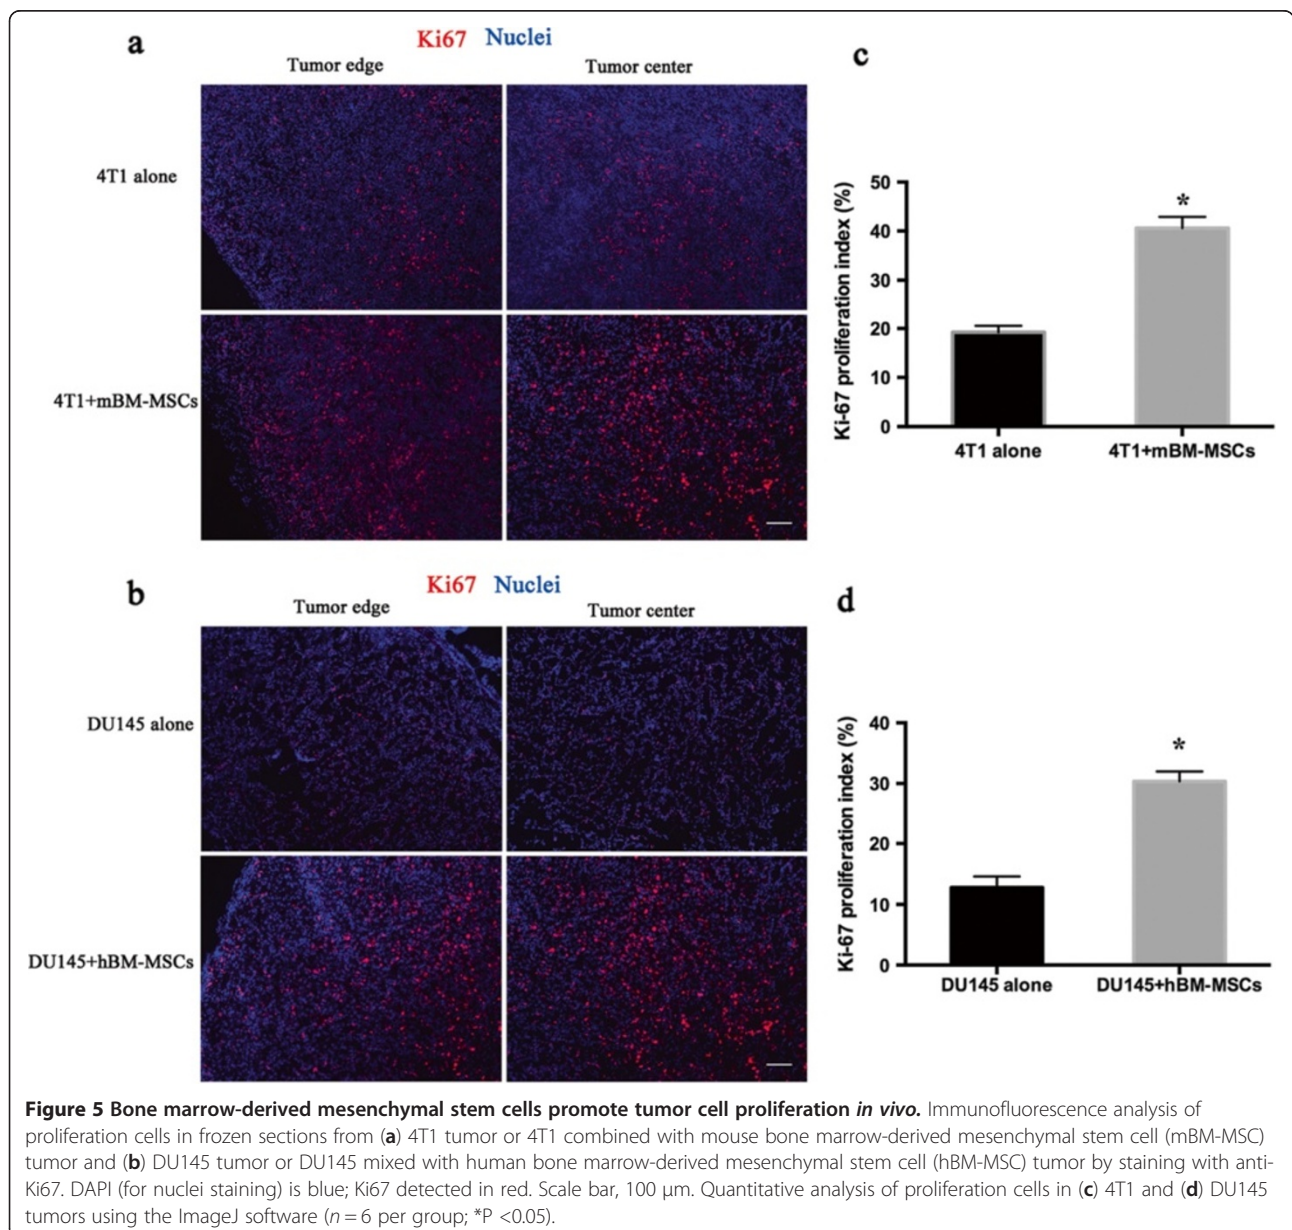 a
Ki67 Nuclei
Tumor edge Tumor center
4T1 alone
4T1+mBM-MSCs
c
Ki-67 proliferation index (%)
50
40
30
20
10
0
*
4T1 alone 4T1+mBM-MSCs
b
Ki67 Nuclei
Tumor edge Tumor center
DU145 alone
DU145+hBM-MSCs
d
Ki-67 proliferation index (%)
40
30
20
10
0
*
DU145 alone DU145+hBM-MSCs
Figure 5 Bone marrow-derived mesenchymal stem cells promote tumor cell proliferation in vivo. Immunofluorescence analysis of
proliferation cells in frozen sections from (a) 4T1 tumor or 4T1 combined with mouse bone marrow-derived mesenchymal stem cell (mBM-MSC)
tumor and (b) DU145 tumor or DU145 mixed with human bone marrow-derived mesenchymal stem cell (hBM-MSC) tumor by staining with anti-
Ki67. DAPI (for nuclei staining) is blue; Ki67 detected in red. Scale bar, 100 μm. Quantitative analysis of proliferation cells in (c) 4T1 and (d) DU145
tumors using the ImageJ software (n = 6 per group; *P <0.05).